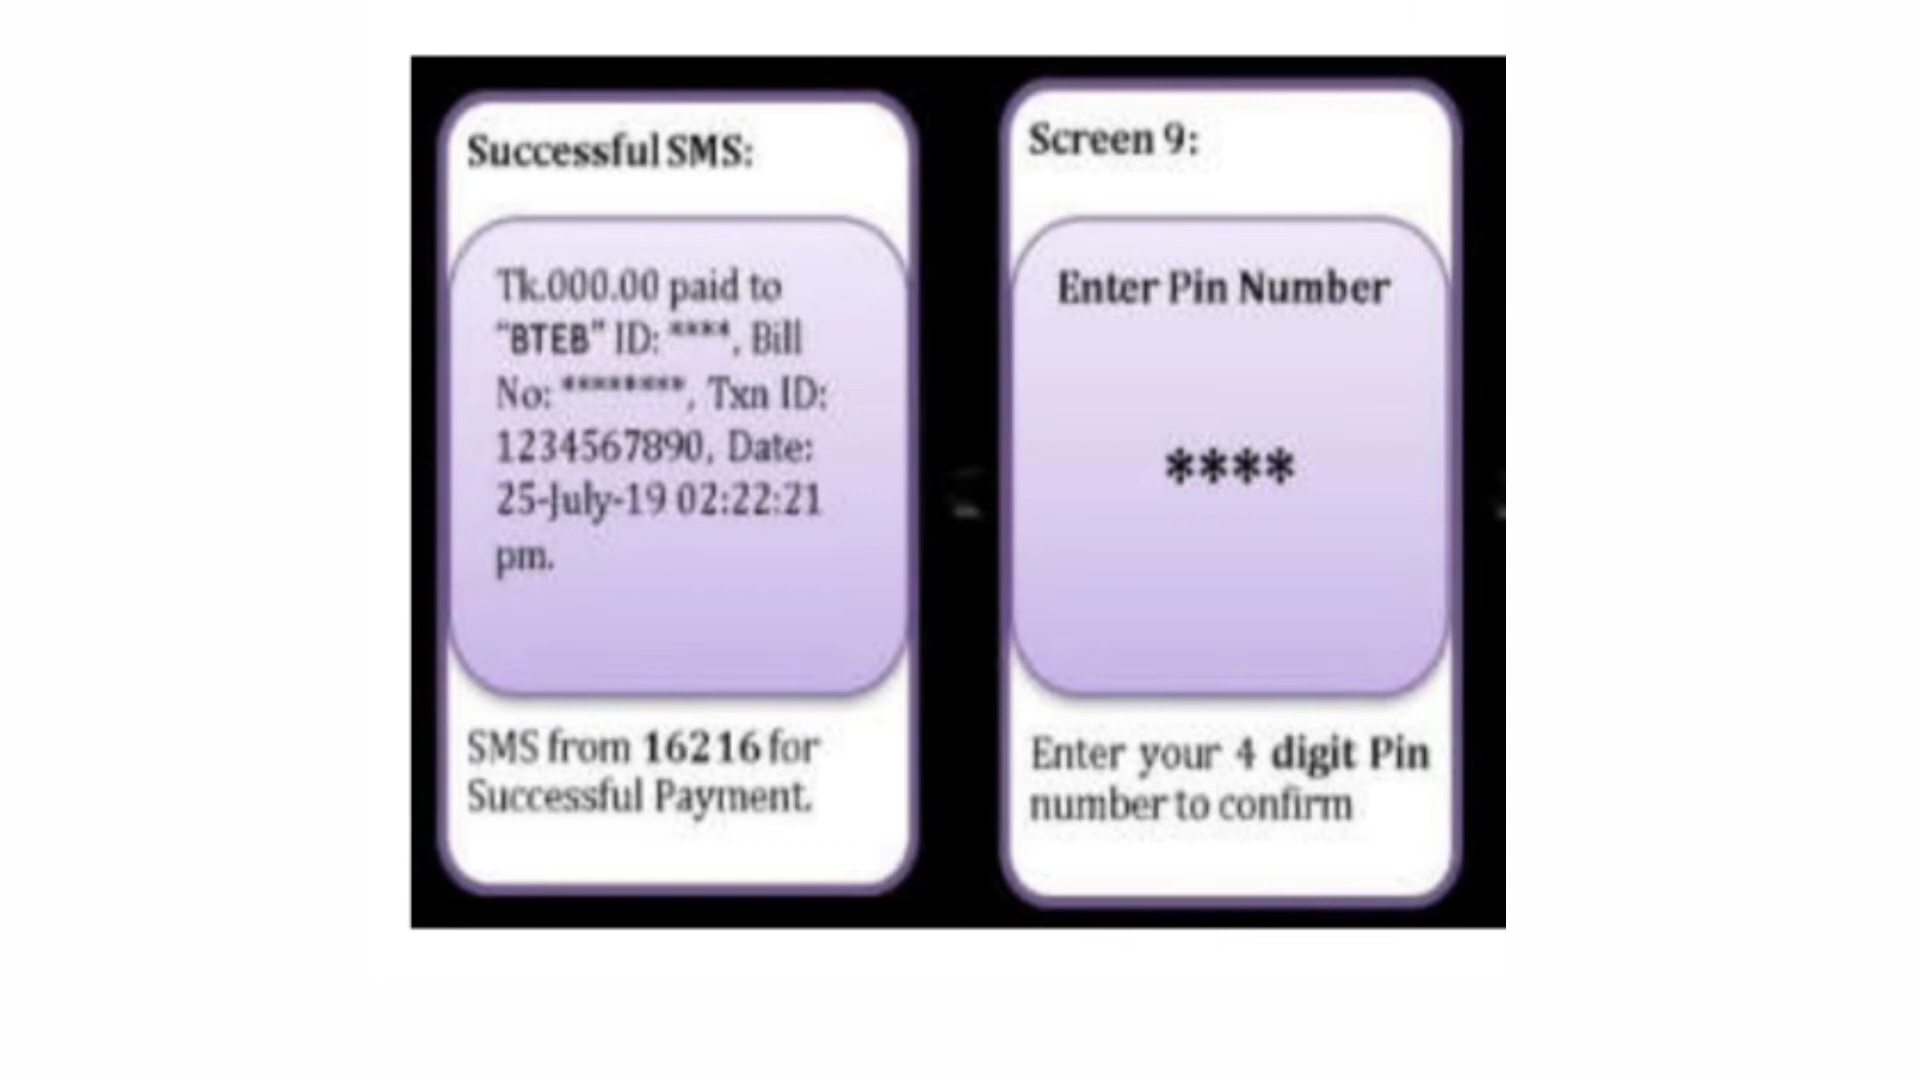 Successful SMS:
Tk.000.00 paid to
“BTEB” ID: ****, Bill
No: ********, Txn ID:
1234567890, Date:
25-July-19 02:22:21
pm.
SMS from 16216 for
Successful Payment.
Screen 9:
Enter Pin Number
****
Enter your 4 digit Pin
number to confirm